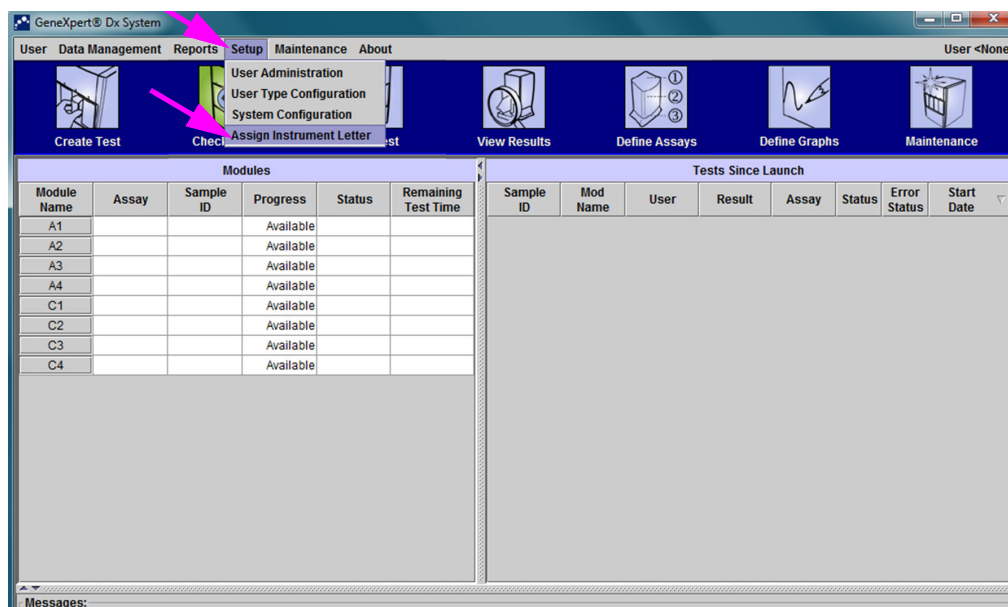 GeneXpert® Dx System
User Data Management Reports Setup Maintenance About User <None
User Administration
User Type Configuration
System Configuration
Assign Instrument Letter
Create Test View Results Define Assays Define Graphs Maintenance
Modules
Module Name Assay Sample ID Progress Status Remaining Test Time
A1 Available
A2 Available
A3 Available
A4 Available
C1 Available
C2 Available
C3 Available
C4 Available
Tests Since Launch
Sample ID Mod Name User Result Assay Status Error Status Start Date
① 
② 
③
Messages: